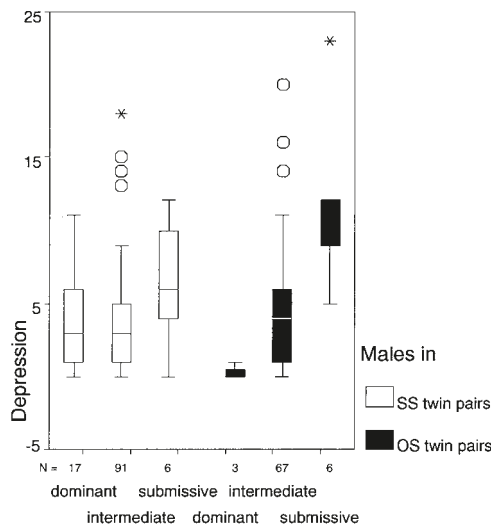 25
15
5
-5
Depression
N = 17 91 6 3 67 6
dominant submissive intermediate
intermediate dominant submissive
Males in
SS twin pairs
OS twin pairs